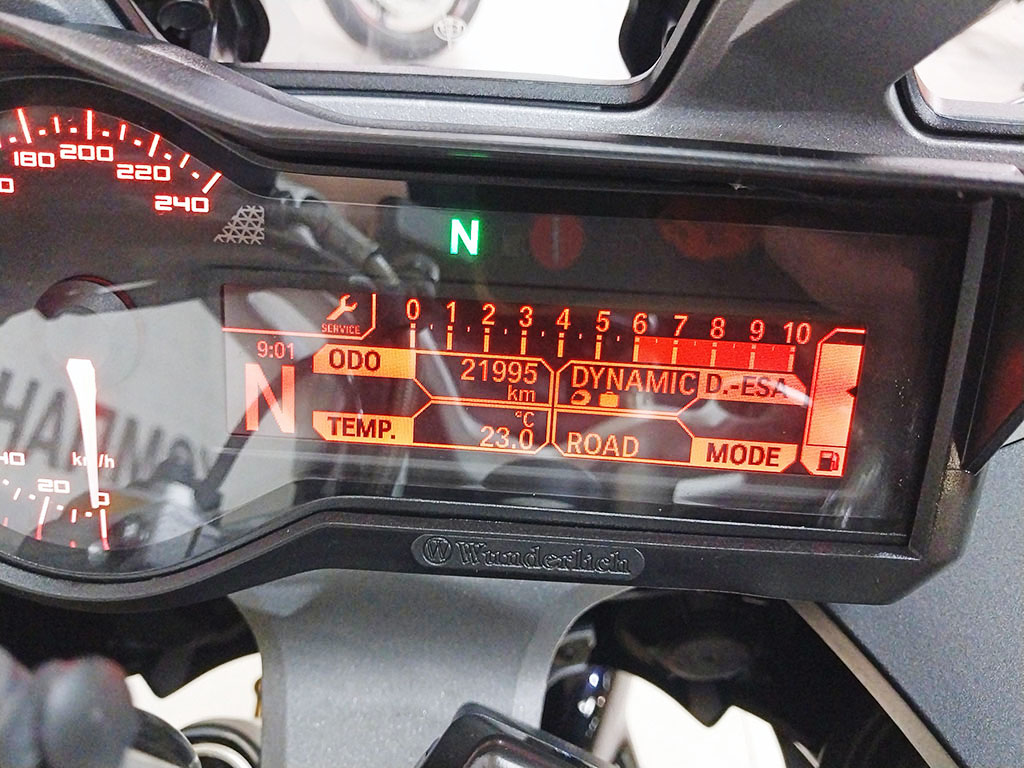 180
200
220
240
N
SERVICE
0 1 2 3 4 5 6 7 8 9 10
9:01
ODO
21995
km
DYNAMIC
D.-ESA
N
TEMP.
°C
23.0
ROAD
MODE
km/h
20
0
W Wunderlich